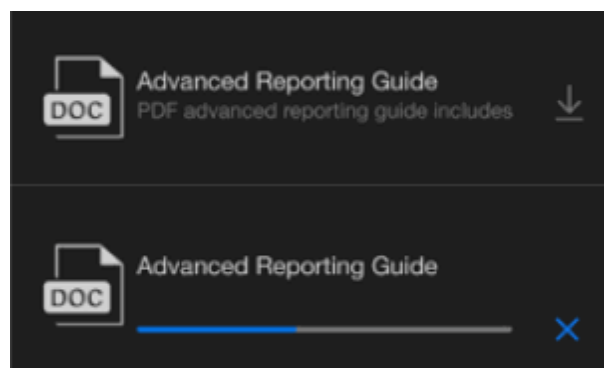 Advanced Reporting Guide
DOC
PDF advanced reporting guide includes
Advanced Reporting Guide
DOC